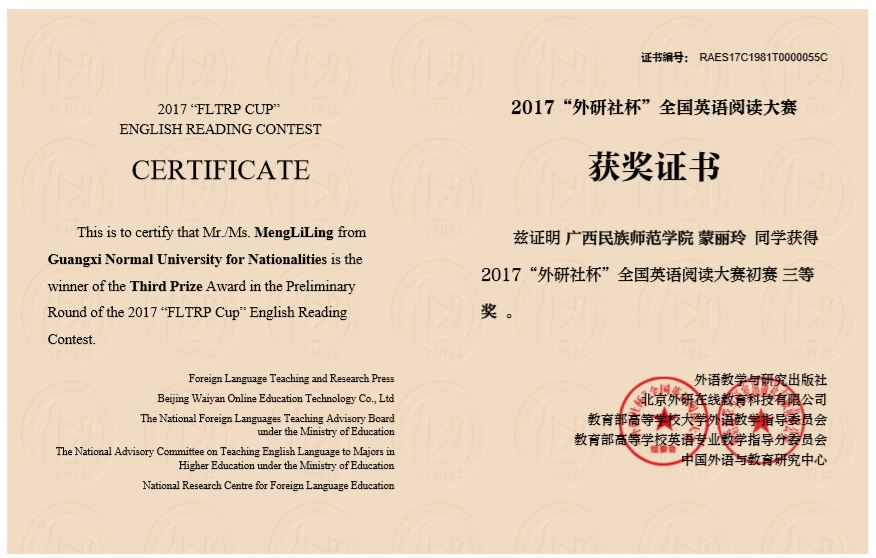 2017 “FLTRP CUP”
ENGLISH READING CONTEST
CERTIFICATE
This is to certify that Mr./Ms. MengLiLing from
Guangxi Normal University for Nationalities is the
winner of the Third Prize Award in the Preliminary
Round of the 2017 “FLTRP Cup” English Reading
Contest.
Foreign Language Teaching and Research Press
Beijing Waiyan Online Education Technology Co., Ltd
The National Foreign Languages Teaching Advisory Board
under the Ministry of Education
The National Advisory Committee on Teaching English Language to Majors in
Higher Education under the Ministry of Education
National Research Centre for Foreign Language Education
证书编号： RAES17C1981T0000055C
2017“外研社杯”全国英语阅读大赛
获奖证书
兹证明 广西民族师范学院 蒙丽玲 同学获得
2017“外研社杯”全国英语阅读大赛初赛 三等
奖 。
外语教学与研究出版社
北京外研在线教育科技有限公司
教育部高等学校大学外语教学指导委员会
教育部高等学校英语专业教学指导分委员会
中国外语与教育研究中心
组委会
外研社